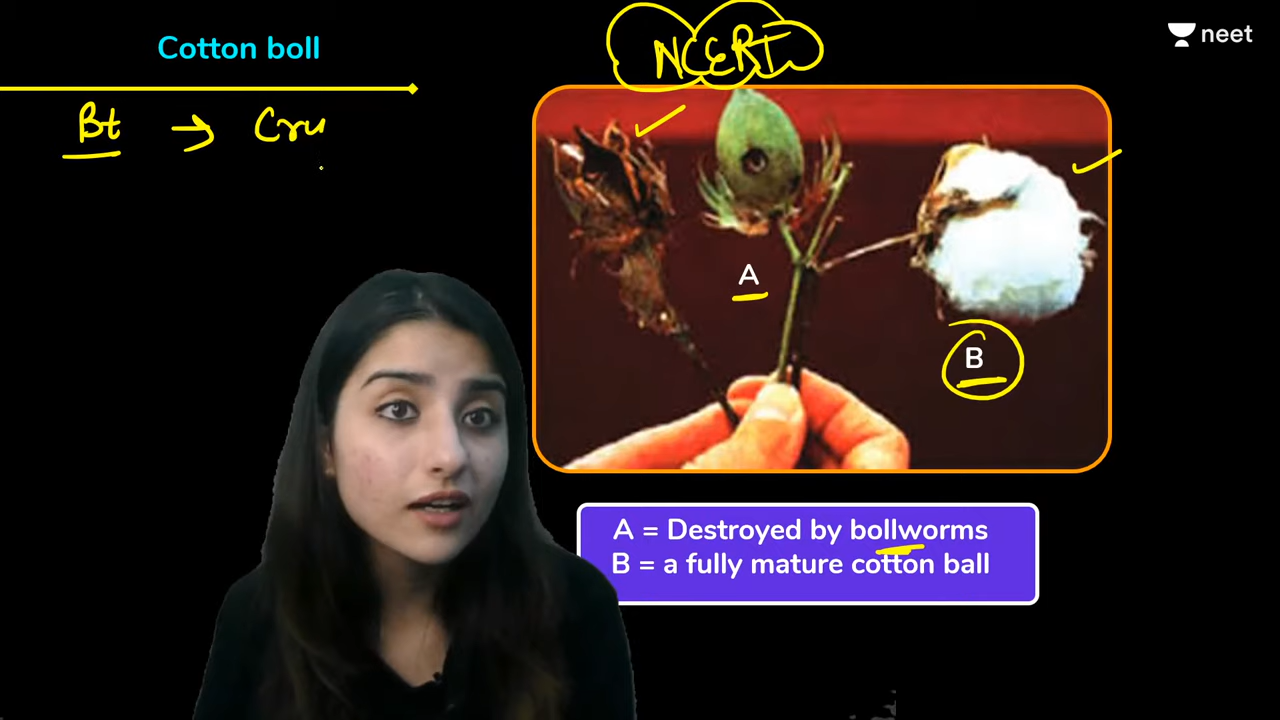 Cotton boll
NCERT
neet
Bt → Cry
A
B
A = Destroyed by bollworms
B = a fully mature cotton ball